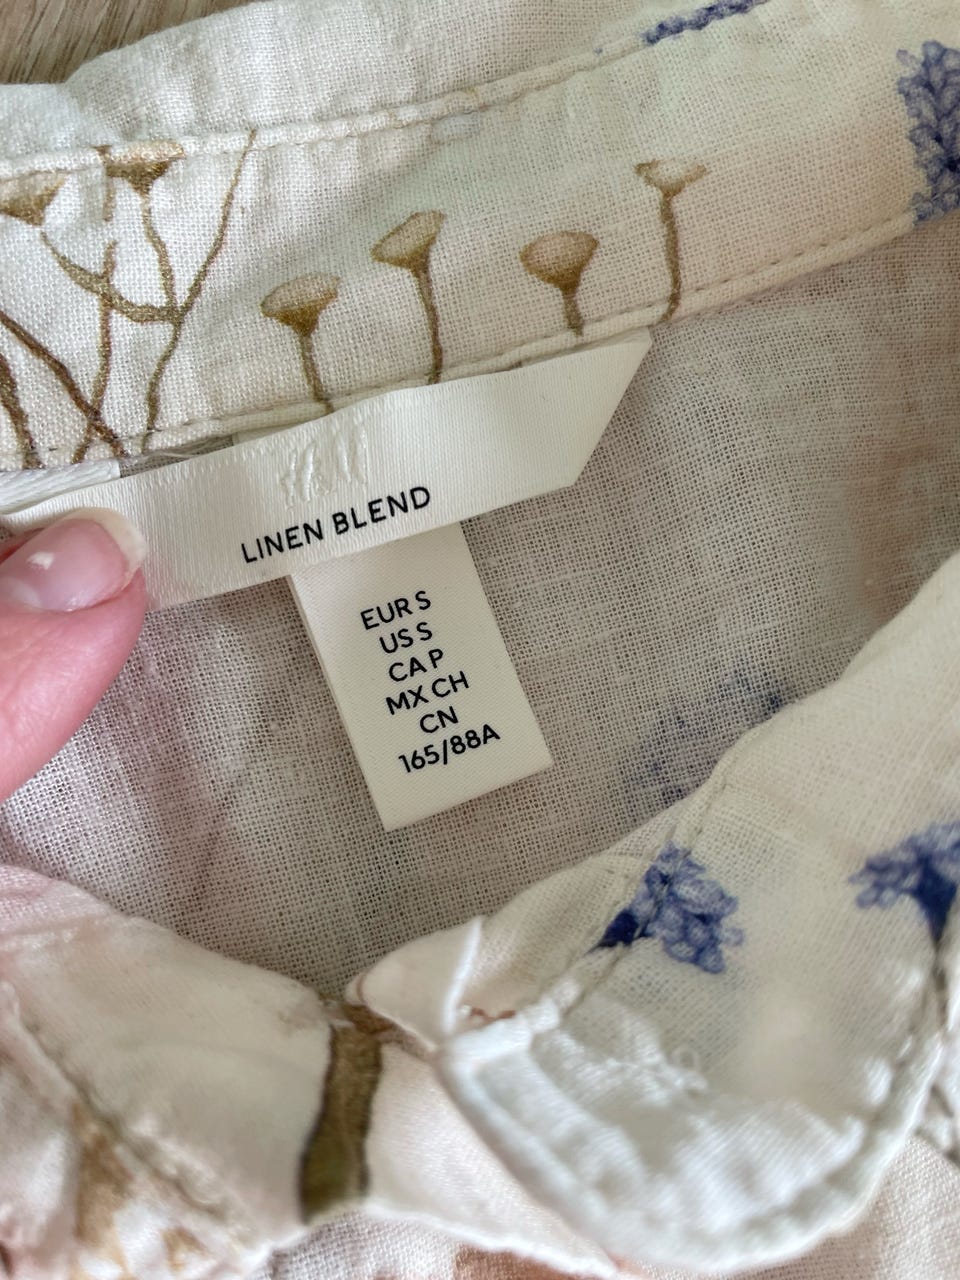 H&M
LINEN BLEND
EUR S
US S
CA P
MX CH
CN
165/88A